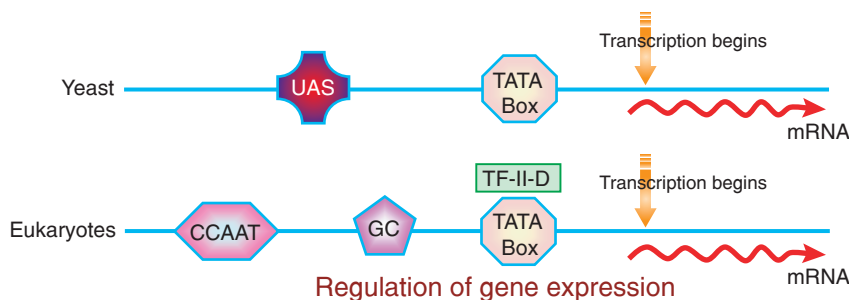 Transcription begins
Yeast
UAS
TATA
Box
mRNA
TF-II-D
Transcription begins
Eukaryotes
CCAAT
GC
TATA
Box
mRNA
Regulation of gene expression